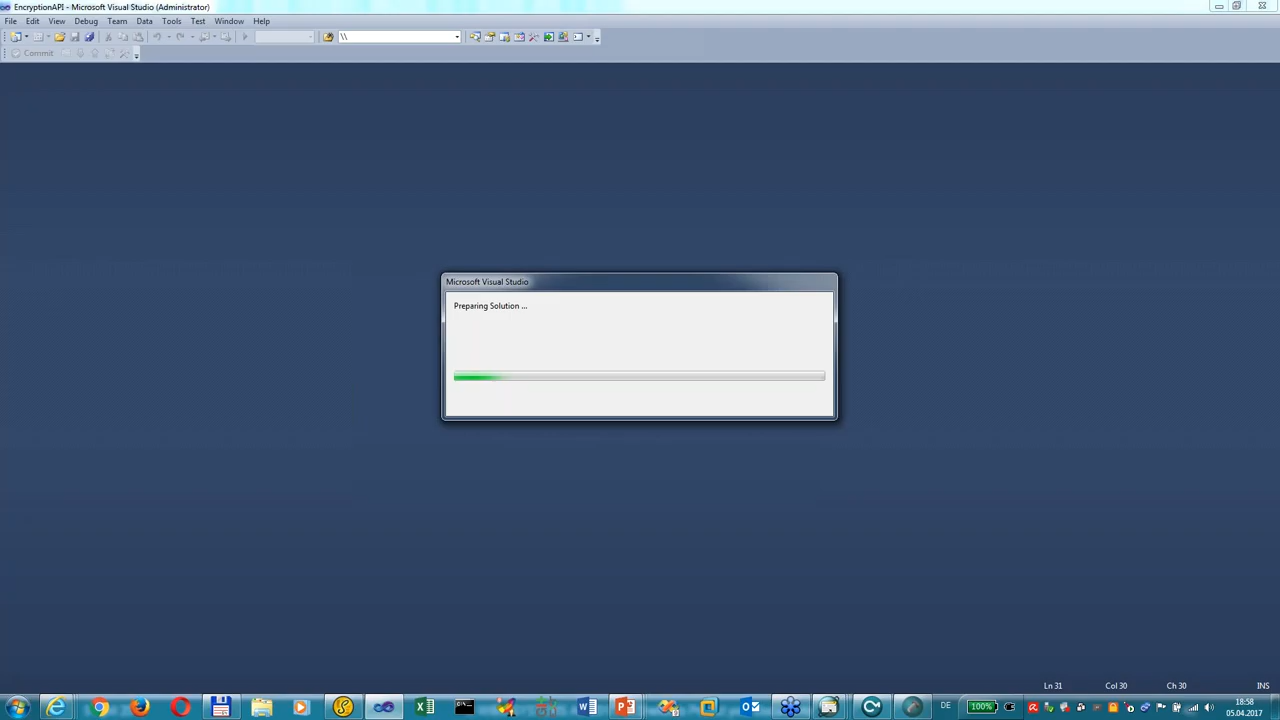 EncryptionAPI - Microsoft Visual Studio (Administrator)
File Edit View Debug Team Data Tools Test Window Help
\\
Commit
Microsoft Visual Studio
Preparing Solution ...
Ln 31 Col 30 Ch 30 INS
DE 100% 18:58
05.04.2017